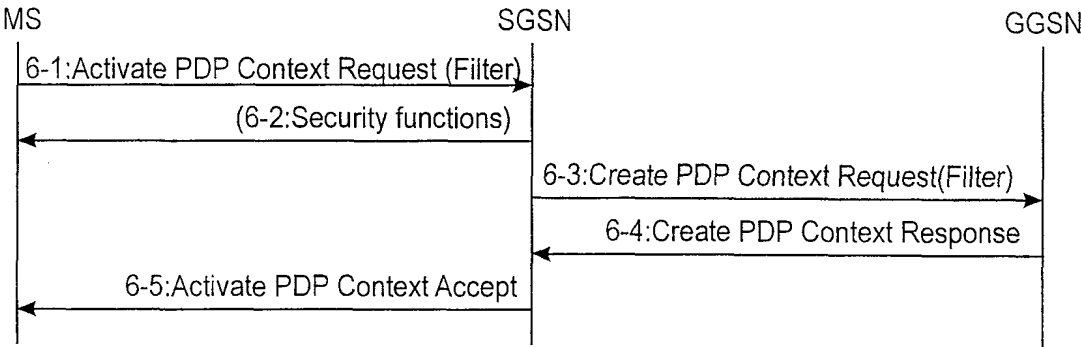 MS
SGSN
GGSN
6-1:Activate PDP Context Request (Filter)
(6-2:Security functions)
6-3:Create PDP Context Request(Filter)
6-4:Create PDP Context Response
6-5:Activate PDP Context Accept